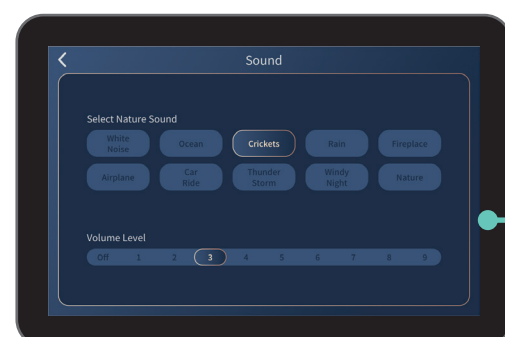 Sound
Select Nature Sound
White Noise
Ocean
Crickets
Rain
Fireplace
Airplane
Car Ride
Thunder Storm
Windy Night
Nature
Volume Level
Off 1 2 3 4 5 6 7 8 9